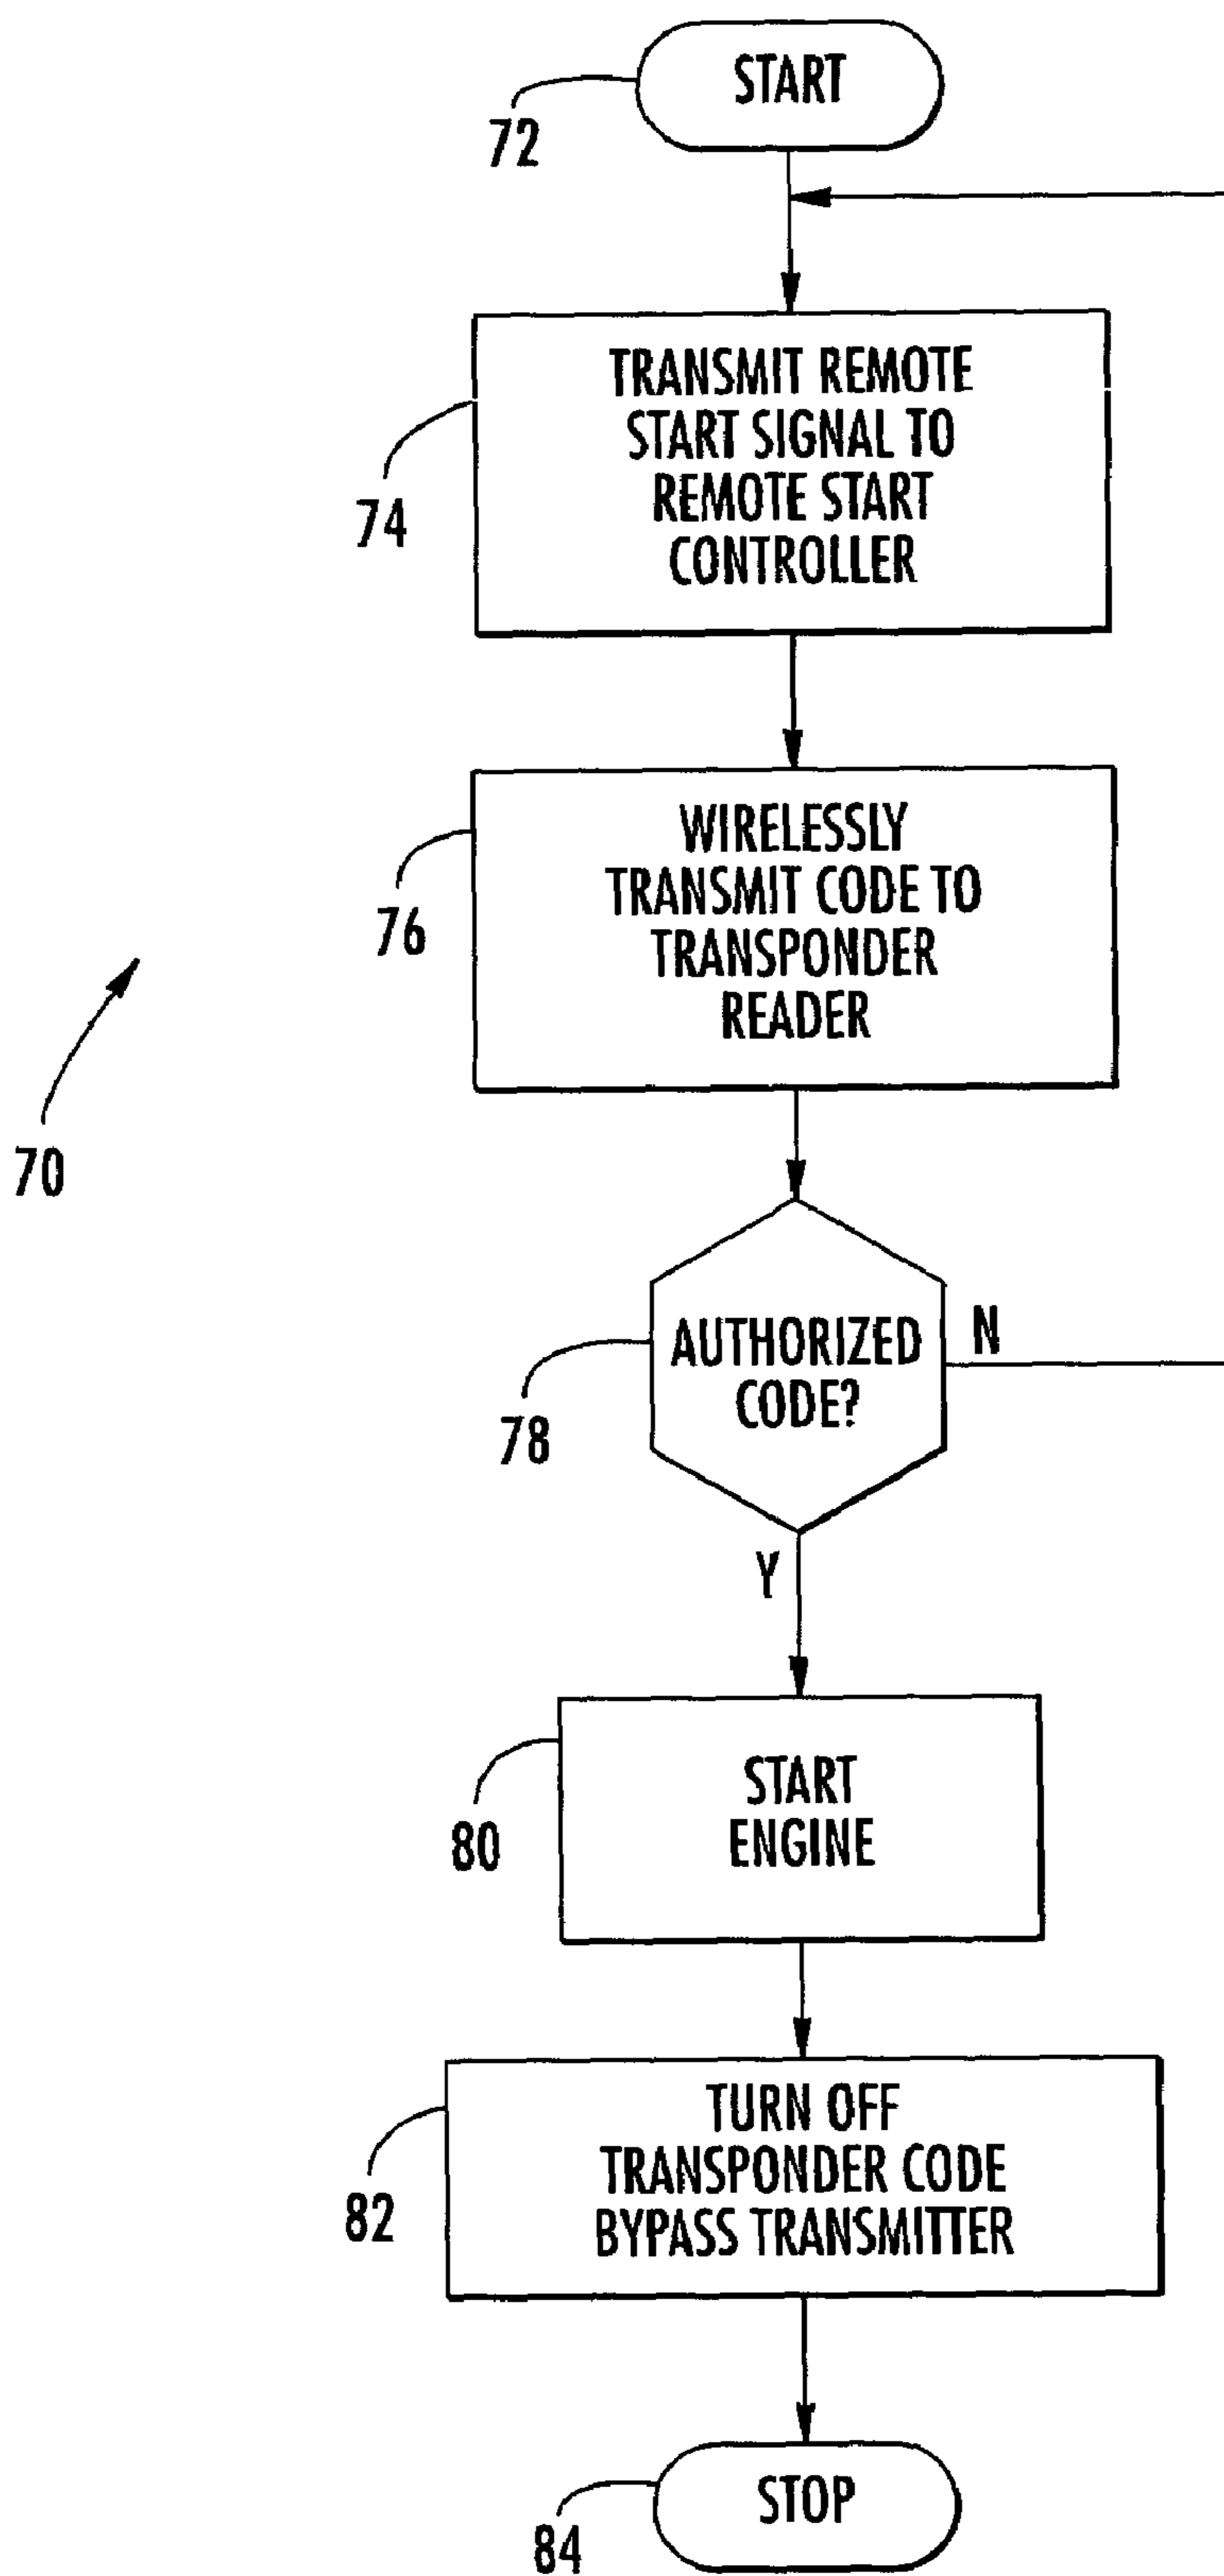 START
72
TRANSMIT REMOTE
START SIGNAL TO
REMOTE START
CONTROLLER
74
WIRELESSLY
TRANSMIT CODE TO
TRANSPONDER
READER
76
70
AUTHORIZED
CODE?
N
78
Y
START
ENGINE
80
TURN OFF
TRANSPONDER CODE
BYPASS TRANSMITTER
82
STOP
84